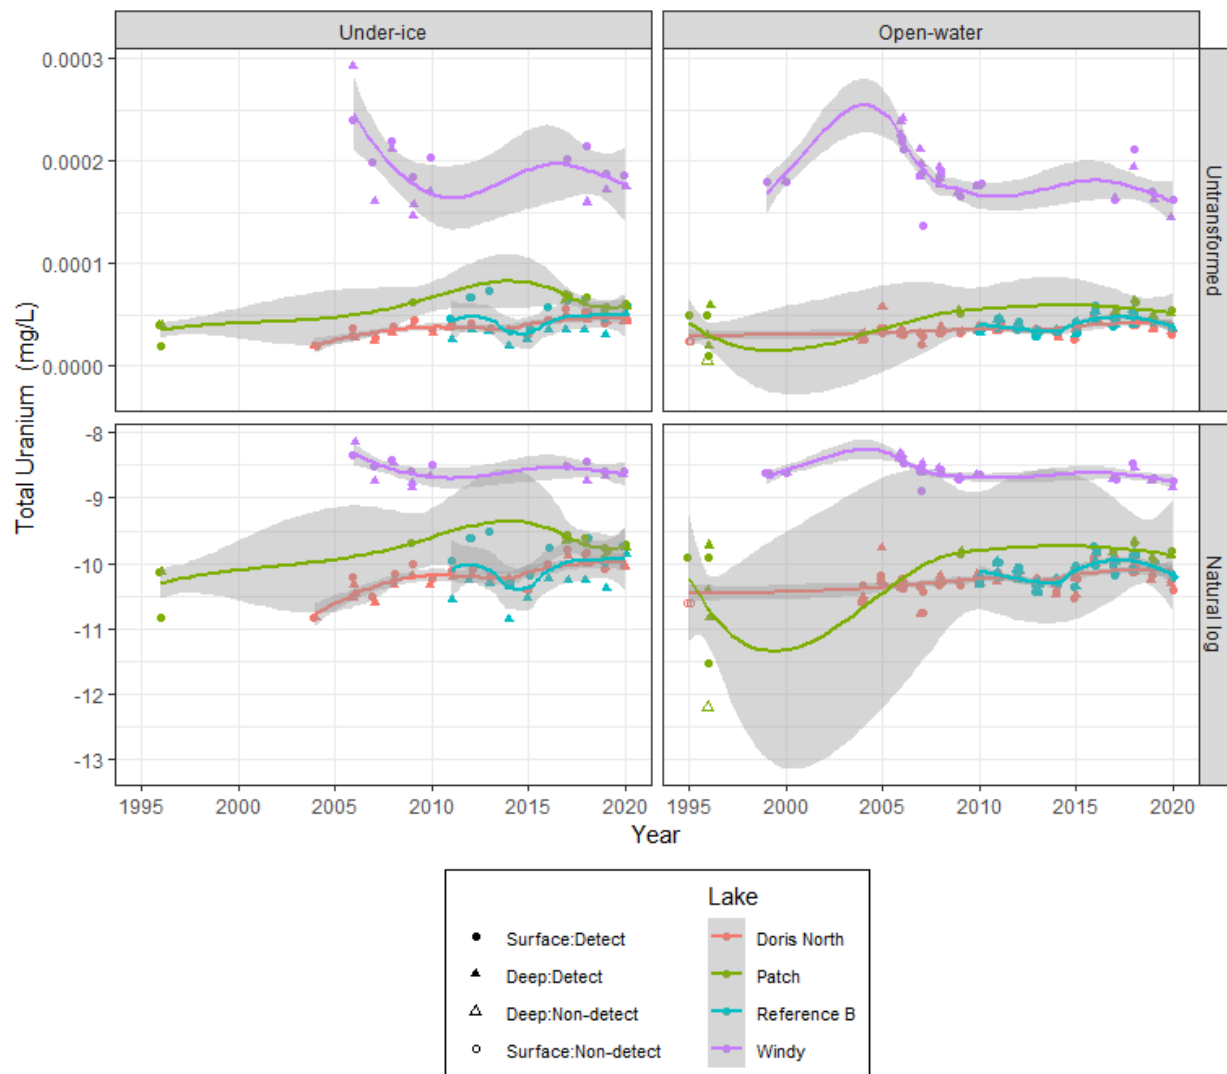 Under-ice Open-water
0.0003
0.0002
0.0001
0.0000
Untransformed
Total Uranium (mg/L)
-8
-9
-10
-11
-12
-13
Natural log
1995 2000 2005 2010 2015 2020 1995 2000 2005 2010 2015 2020
Year
Lake
Surface:Detect Doris North
Deep:Detect Patch
Deep:Non-detect Reference B
Surface:Non-detect Windy